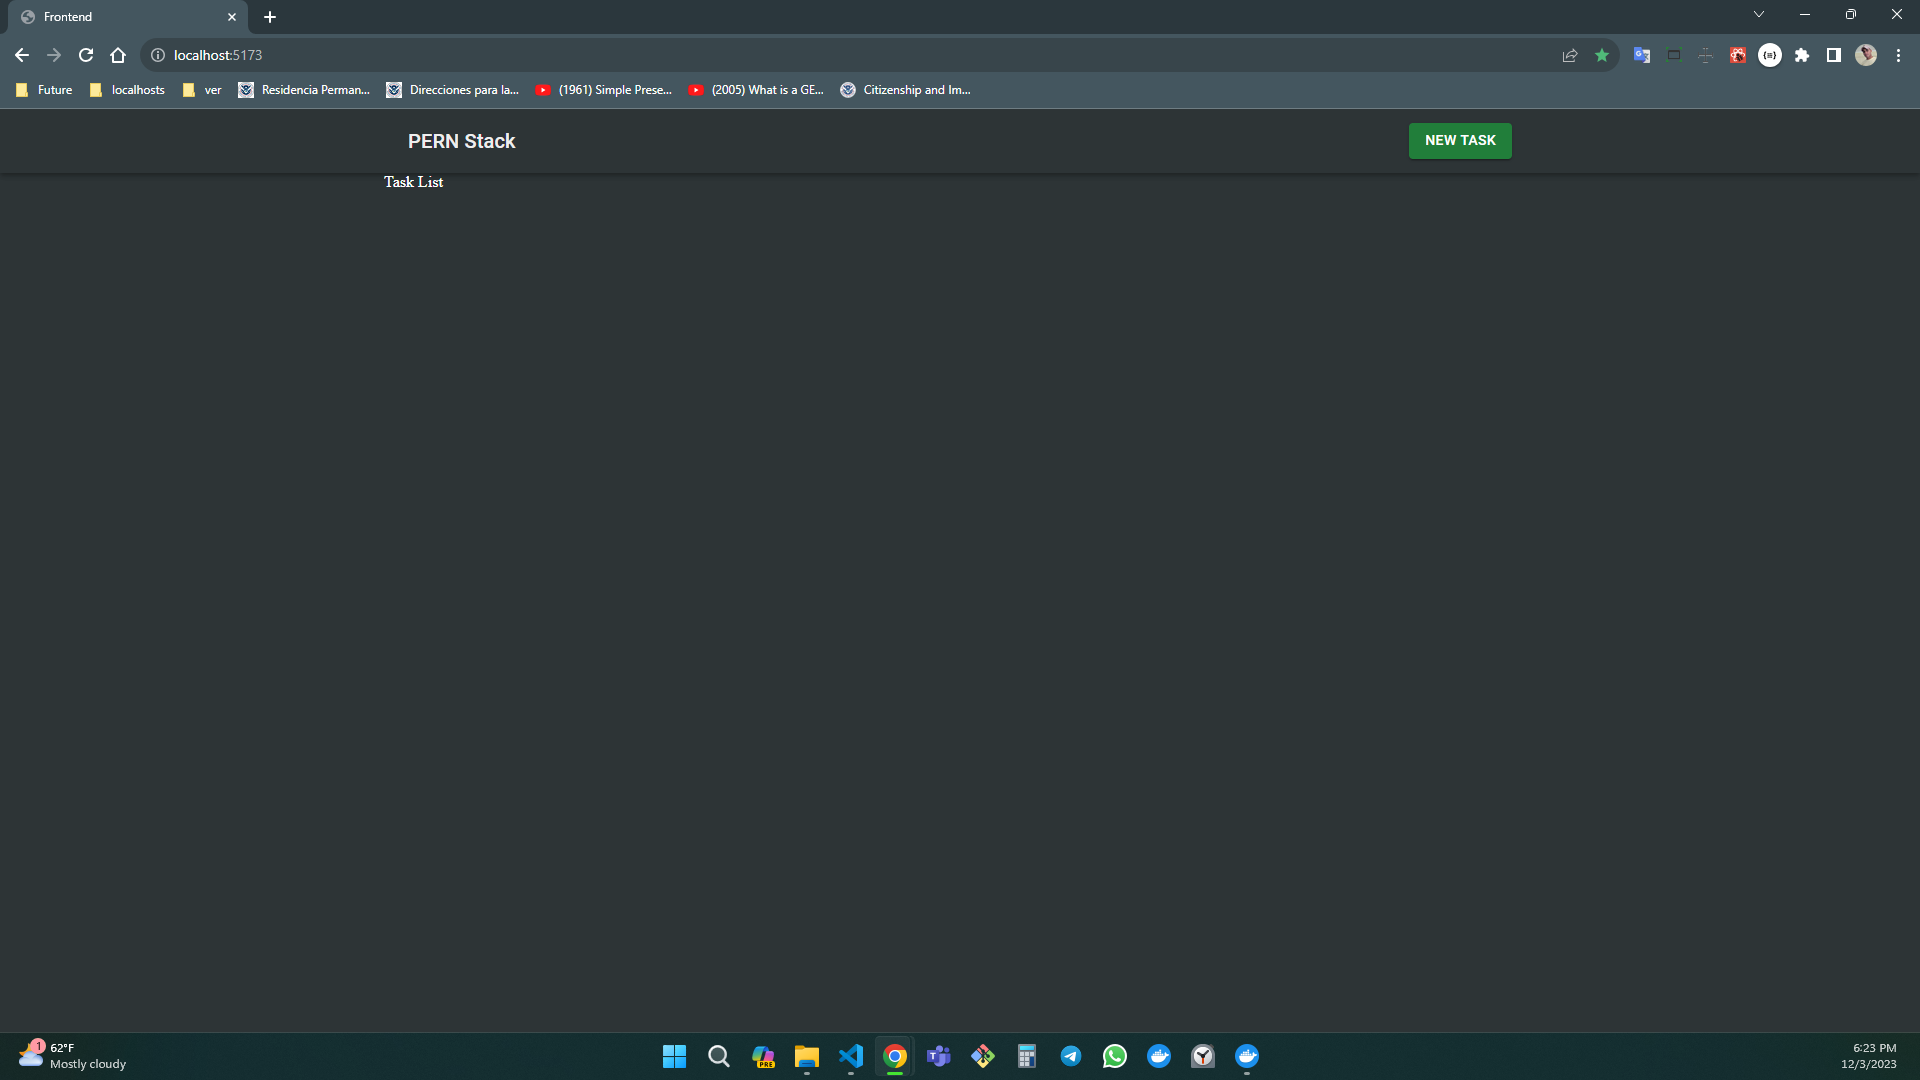 Frontend
localhost:5173
Future
localhosts
ver
Residencia Perman...
Direcciones para la...
(1961) Simple Prese...
(2005) What is a GE...
Citizenship and Im...
PERN Stack
NEW TASK
Task List
1
62°F
Mostly cloudy
PRE
6:23 PM
12/3/2023